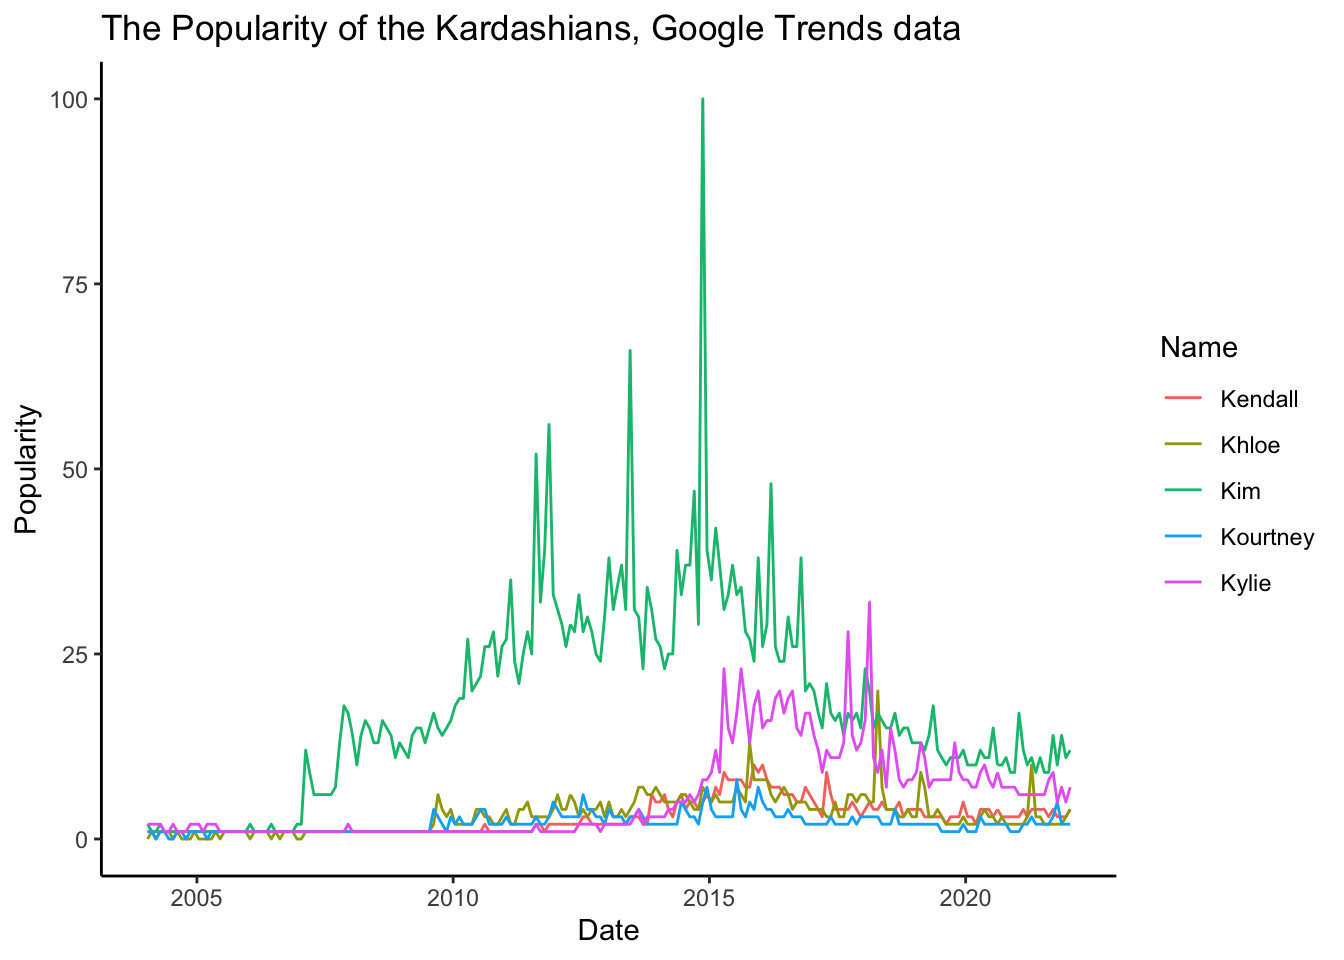 The Popularity of the Kardashians, Google Trends data
100
75
50
25
0
Popularity
2005
2010
2015
2020
Date
Name
Kendall
Khloe
Kim
Kourtney
Kylie